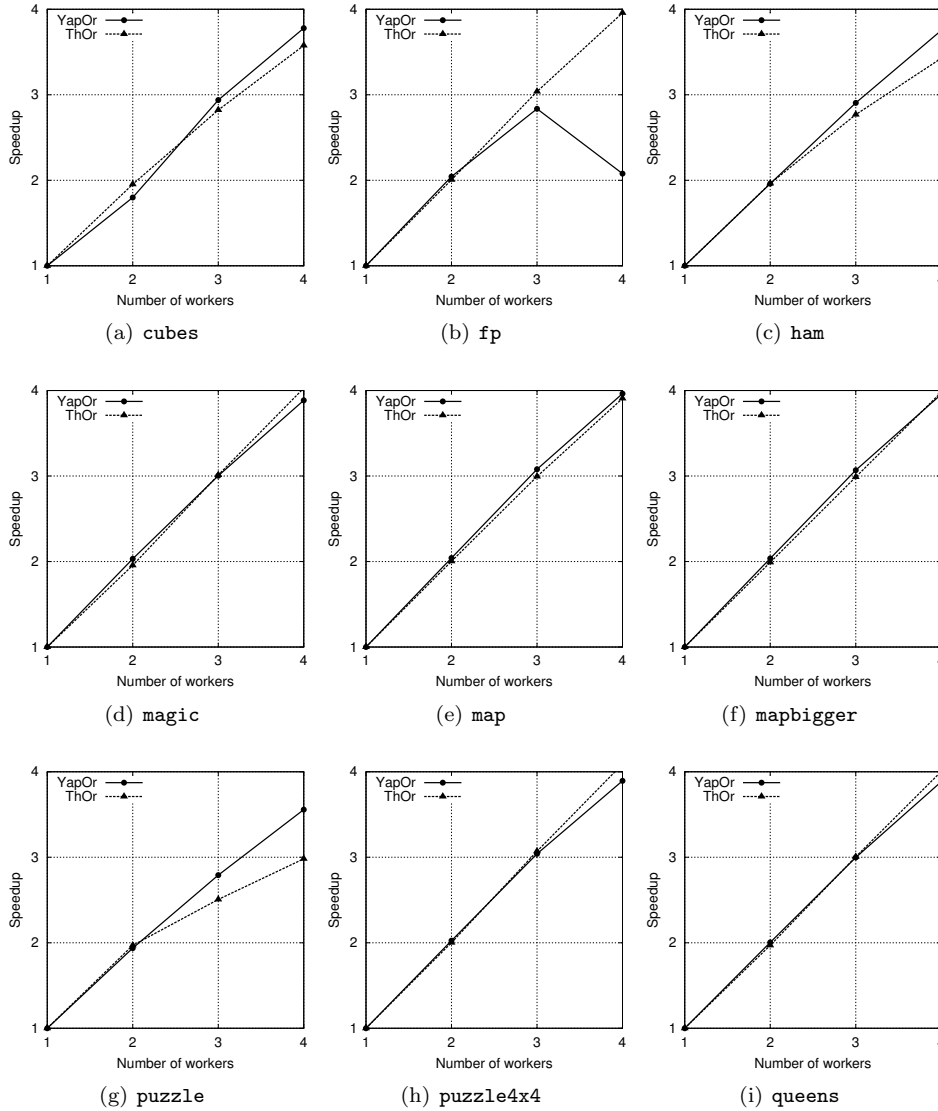 4
3
2
1
Speedup
YapOr
ThOr
1 2 3 4
Number of workers
(a) cubes
4
3
2
1
Speedup
YapOr
ThOr
1 2 3 4
Number of workers
(b) fp
4
3
2
1
Speedup
YapOr
ThOr
1 2 3 4
Number of workers
(c) ham
4
3
2
1
Speedup
YapOr
ThOr
1 2 3 4
Number of workers
(d) magic
4
3
2
1
Speedup
YapOr
ThOr
1 2 3 4
Number of workers
(e) map
4
3
2
1
Speedup
YapOr
ThOr
1 2 3 4
Number of workers
(f) mapbigger
4
3
2
1
Speedup
YapOr
ThOr
1 2 3 4
Number of workers
(g) puzzle
4
3
2
1
Speedup
YapOr
ThOr
1 2 3 4
Number of workers
(h) puzzle4x4
4
3
2
1
Speedup
YapOr
ThOr
1 2 3 4
Number of workers
(i) queens